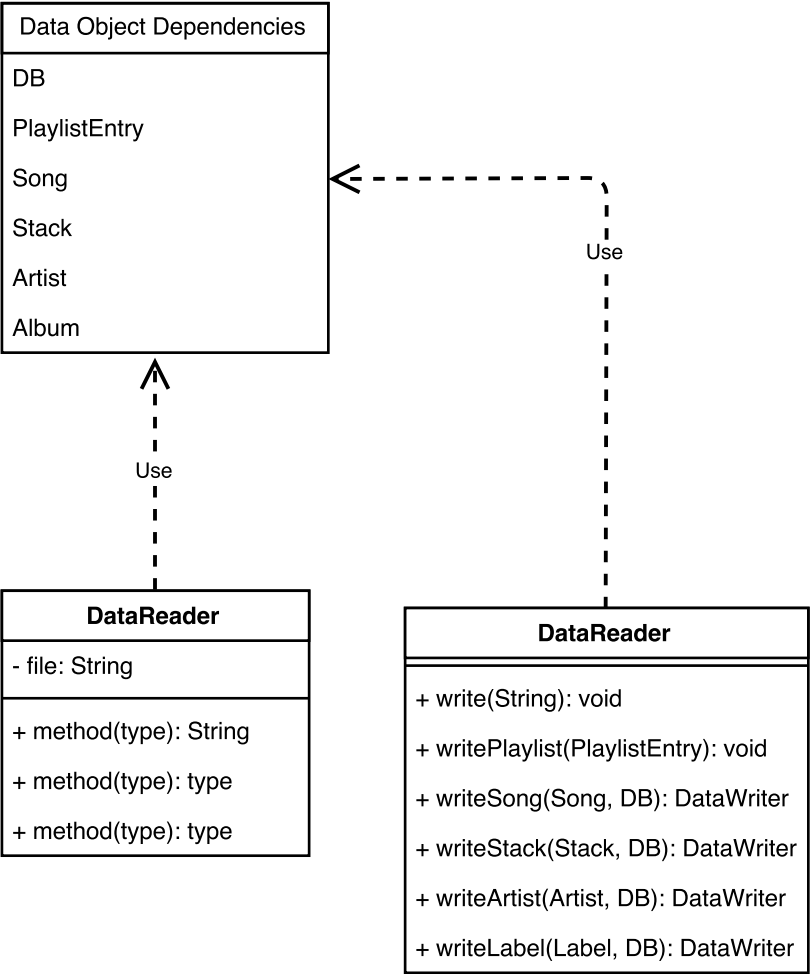 Data Object Dependencies
DB
PlaylistEntry
Song
Stack
Artist
Album
Use
Use
DataReader
- file: String
+ method(type): String
+ method(type): type
+ method(type): type
DataReader
+ write(String): void
+ writePlaylist(PlaylistEntry): void
+ writeSong(Song, DB): DataWriter
+ writeStack(Stack, DB): DataWriter
+ writeArtist(Artist, DB): DataWriter
+ writeLabel(Label, DB): DataWriter